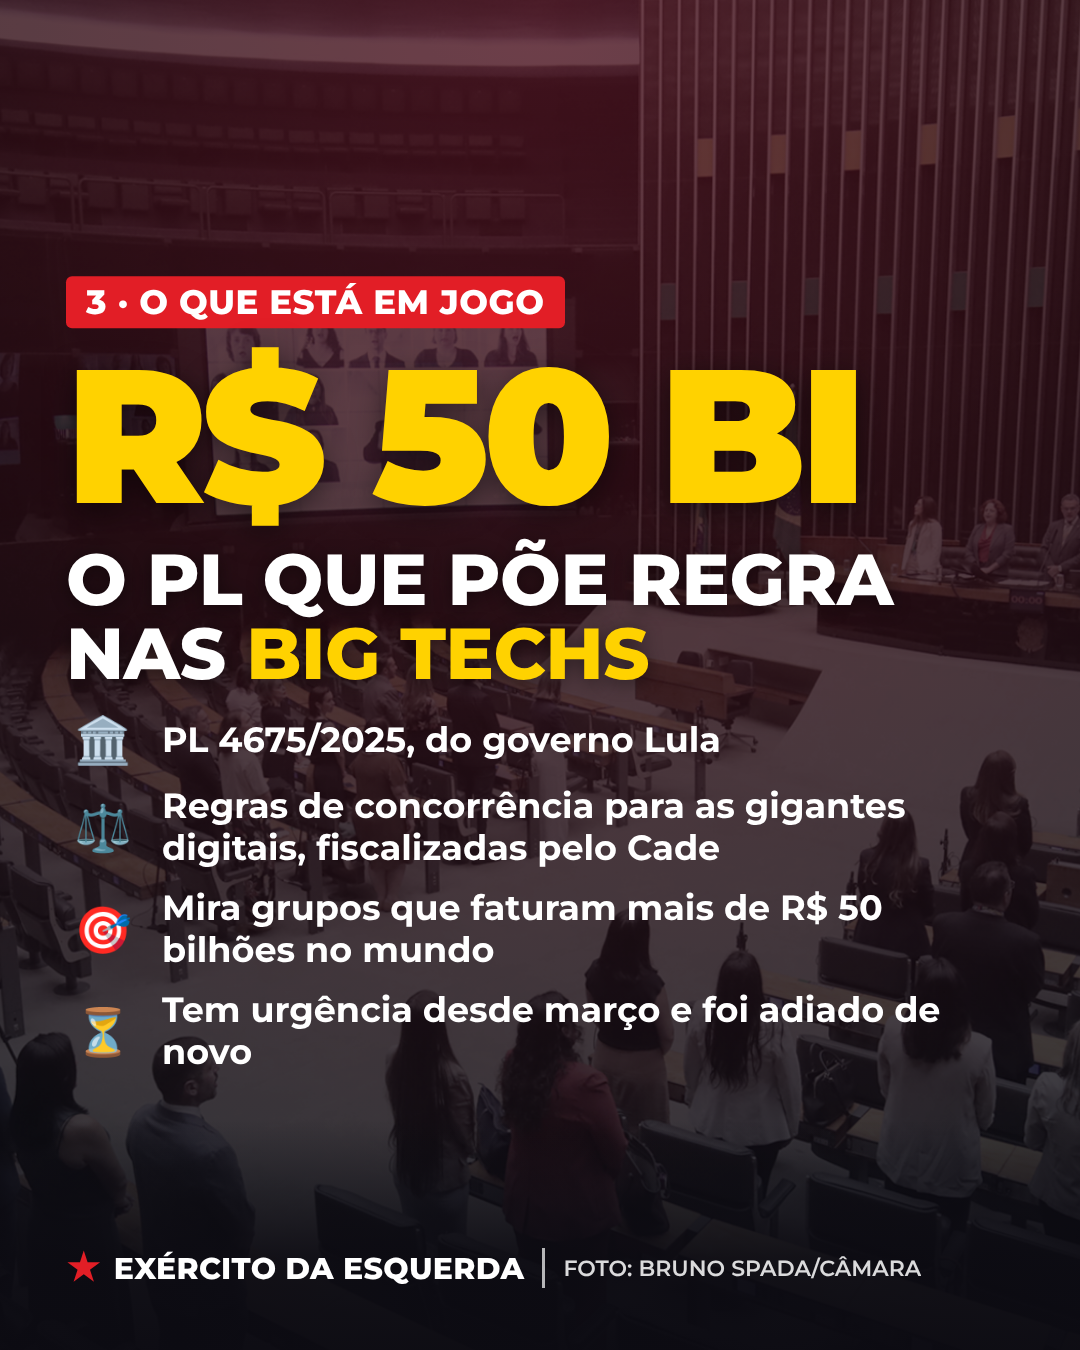 3 · O QUE ESTÁ EM JOGO
R$ 50 BI
O PL QUE PÕE REGRA
NAS BIG TECHS
PL 4675/2025, do governo Lula
Regras de concorrência para as gigantes
digitais, fiscalizadas pelo Cade
Mira grupos que faturam mais de R$ 50
bilhões no mundo
Tem urgência desde março e foi adiado de
novo
EXÉRCITO DA ESQUERDA
FOTO: BRUNO SPADA/CÂMARA